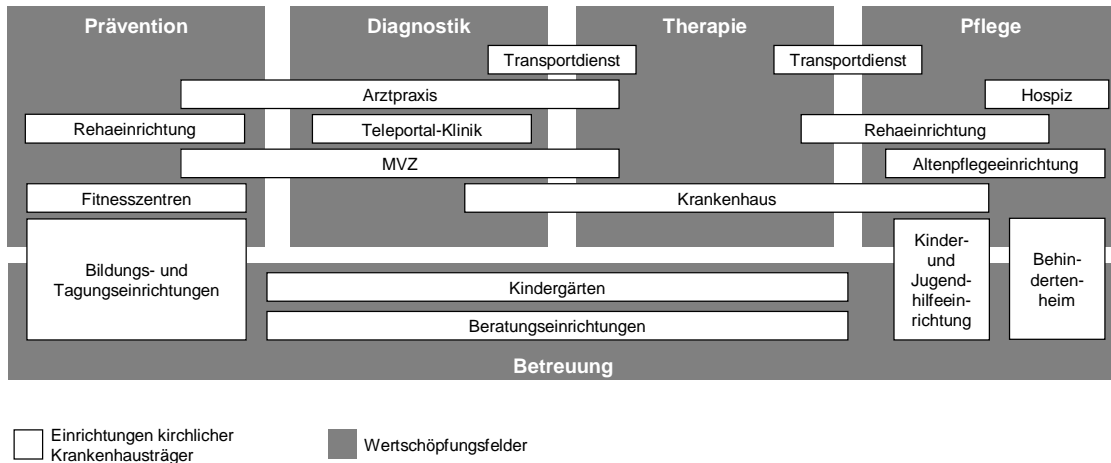 Prävention
Diagnostik
Therapie
Pflege
Transportdienst
Transportdienst
Arztpraxis
Hospiz
Rehaeinrichtung
Teleportal-Klinik
Rehaeinrichtung
MVZ
Altenpflegeeinrichtung
Fitnesszentren
Krankenhaus
Bildungs- und
Tagungseinrichtungen
Kindergärten
Beratungseinrichtungen
Kinder-
und
Jugend-
hilfeein-
richtung
Behin-
derten-
heim
Betreuung
Einrichtungen kirchlicher
Krankenhausträger
Wertschöpfungsfelder